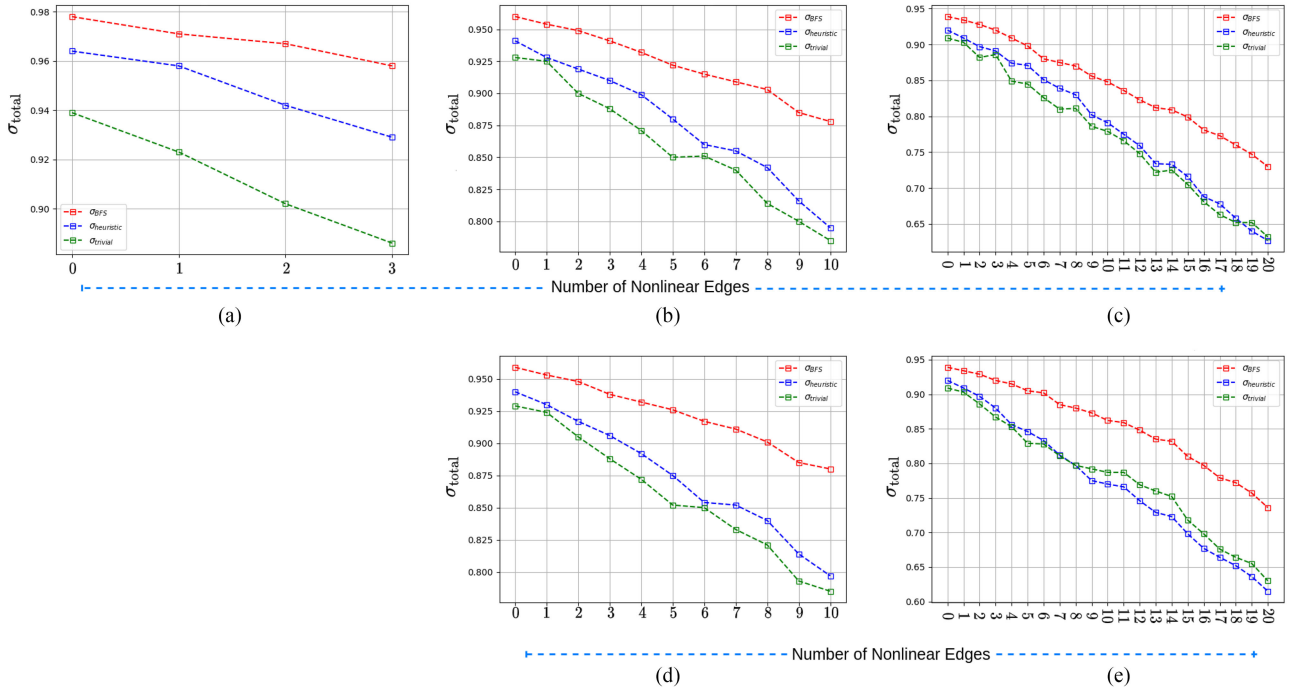 0.98
0.96
0.94
0.92
0.90
σtotal
σBFS
σheuristic
σtrivial
0 1 2 3
0.950
0.925
0.900
0.875
0.850
0.825
0.800
σtotal
σBFS
σheuristic
σtrivial
0 1 2 3 4 5 6 7 8 9 10
0.95
0.90
0.85
0.80
0.75
0.70
0.65
σtotal
σBFS
σheuristic
σtrivial
0 1 2 3 4 5 6 7 8 9 10 11 12 13 14 15 16 17 18 19 20
Number of Nonlinear Edges
(a) (b) (c)
0.950
0.925
0.900
0.875
0.850
0.825
0.800
σtotal
σBFS
σheuristic
σtrivial
0 1 2 3 4 5 6 7 8 9 10
0.95
0.90
0.85
0.80
0.75
0.70
0.65
0.60
σtotal
σBFS
σheuristic
σtrivial
0 1 2 3 4 5 6 7 8 9 10 11 12 13 14 15 16 17 18 19 20
Number of Nonlinear Edges
(d) (e)